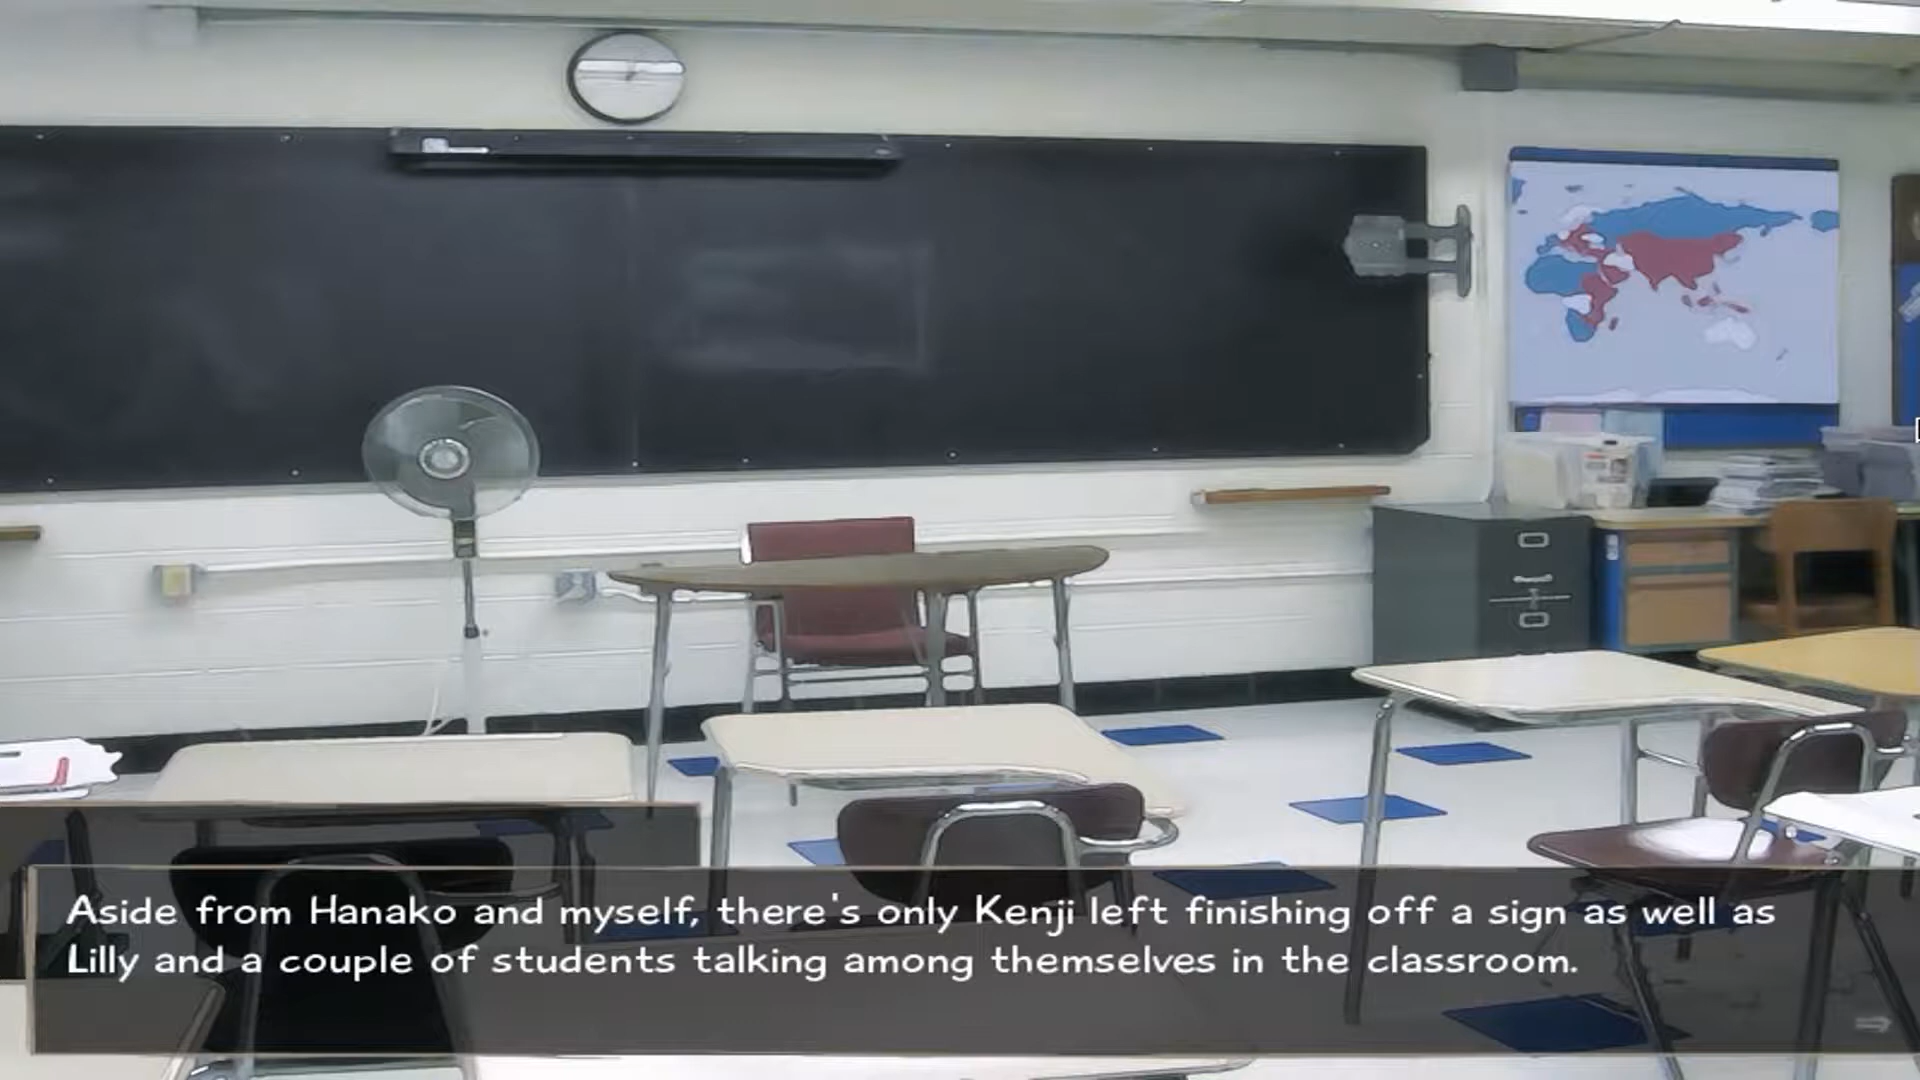 Aside from Hanako and myself, there's only Kenji left finishing off a sign as well as
Lilly and a couple of students talking among themselves in the classroom.